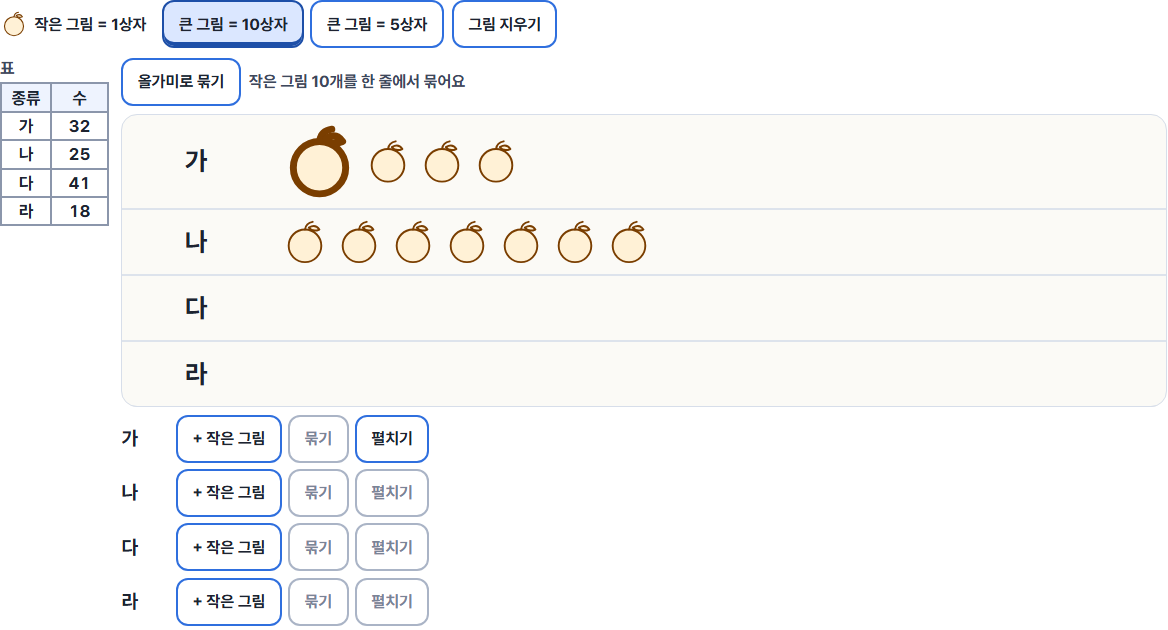 작은 그림 = 1상자 큰 그림 = 10상자 큰 그림 = 5상자 그림 지우기
표
종류 수
가 32
나 25
다 41
라 18
올가미로 묶기 작은 그림 10개를 한 줄에서 묶어요
가
나
다
라
가 + 작은 그림 묶기 펼치기
나 + 작은 그림 묶기 펼치기
다 + 작은 그림 묶기 펼치기
라 + 작은 그림 묶기 펼치기